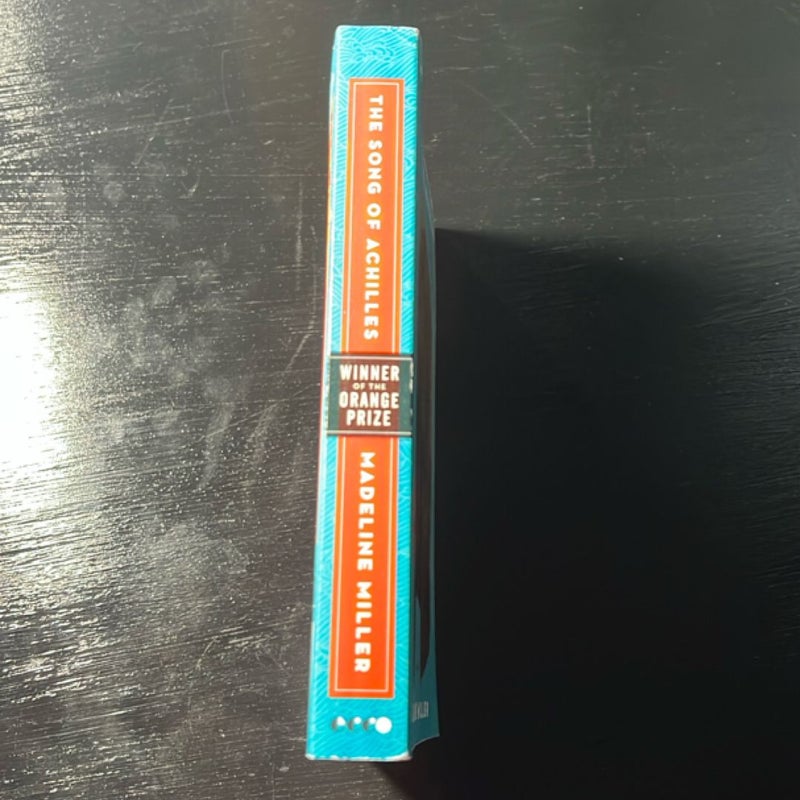 THE SONG OF ACHILLES
WINNER
OF THE
ORANGE
PRIZE
MADELINE MILLER